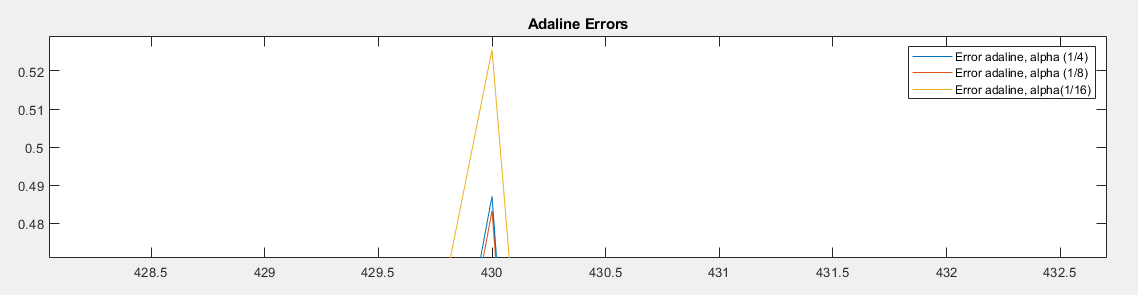 Adaline Errors
Error adaline, alpha (1/4)
Error adaline, alpha (1/8)
Error adaline, alpha(1/16)
0.52
0.51
0.5
0.49
0.48
428.5 429 429.5 430 430.5 431 431.5 432 432.5